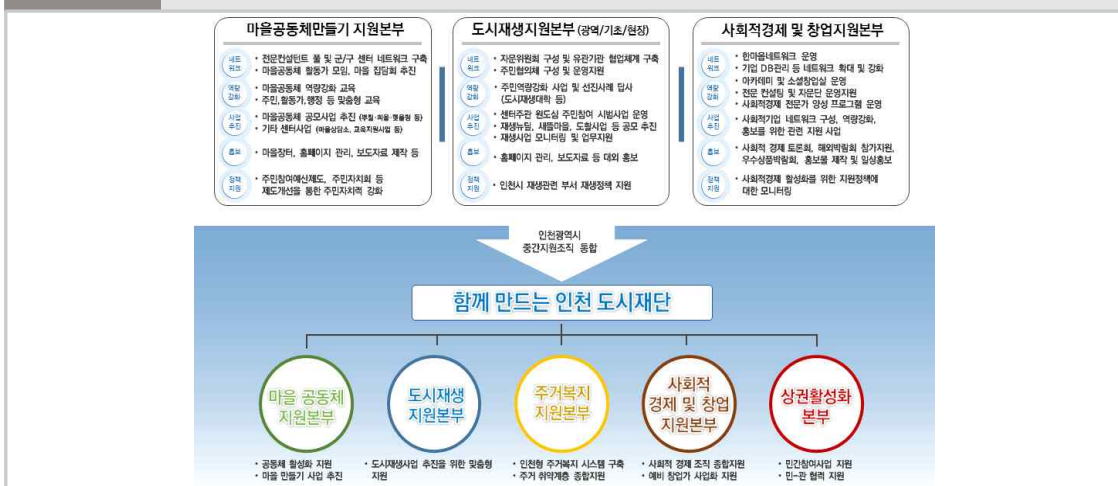 마을공동체만들기 지원본부
네트워크
• 전문컨설턴트 풀 및 군/구 센터 네트워크 구축
• 마을공동체 활동가 모임, 마을 집담회 추진
역량강화
• 마을공동체 역량강화 교육
• 주민,활동가,행정 등 맞춤형 교육
사업추진
• 마을공동체 공모사업 추진
• 기타 센터사업 (마을상담소, 교육지원사업 등)
홍보
• 마을장터, 홈페이지 관리, 보도자료 제작 등
정책지원
• 주민참여예산제도, 주민자치회 등
제도개선을 통한 주민자치력 강화
도시재생지원본부 (광역/기초/현장)
네트워크
• 자문위원회 구성 및 유관기관 협업체계 구축
• 주민협의체 구성 및 운영지원
역량강화
• 주민역량강화 사업 및 선진사례 답사
(도시재생대학 등)
사업추진
• 센터주관 원도심 주민참여 시범사업 운영
• 재생뉴딜, 새뜰마을, 도활사업 등 공모 추진
• 재생사업 모니터링 및 업무지원
홍보
• 홈페이지 관리, 보도자료 등 대외 홍보
정책지원
• 인천시 재생관련 부서 재생정책 지원
사회적경제 및 창업지원본부
네트워크
• 한마음네트워크 운영
• 기업 DB관리 등 네트워크 확대 및 강화
역량강화
• 아카데미 및 소셜창업실 운영
• 전문 컨설팅 및 자문단 운영지원
• 사회적경제 전문가 양성 프로그램 운영
사업추진
• 사회적기업 네트워크 구성, 역량강화,
홍보를 위한 관련 지원 사업
홍보
• 사회적 경제 토론회, 해외박람회 참가지원,
우수상품박람회, 홍보물 제작 및 일상홍보
정책지원
• 사회적경제 활성화를 위한 지원정책에
대한 모니터링
인천광역시
중간지원조직 통합
함께 만드는 인천 도시재단
마을 공동체
지원본부
• 공동체 활성화 지원
• 마을 만들기 사업 추진
도시재생
지원본부
• 도시재생사업 추진을 위한 맞춤형
지원
주거복지
지원본부
• 인천형 주거복지 시스템 구축
• 주거 취약계층 종합지원
사회적
경제 및 창업
지원본부
• 사회적 경제 조직 종합지원
• 예비 창업가 사업화 지원
상권활성화
본부
• 민간참여사업 지원
• 민-관 협력 지원